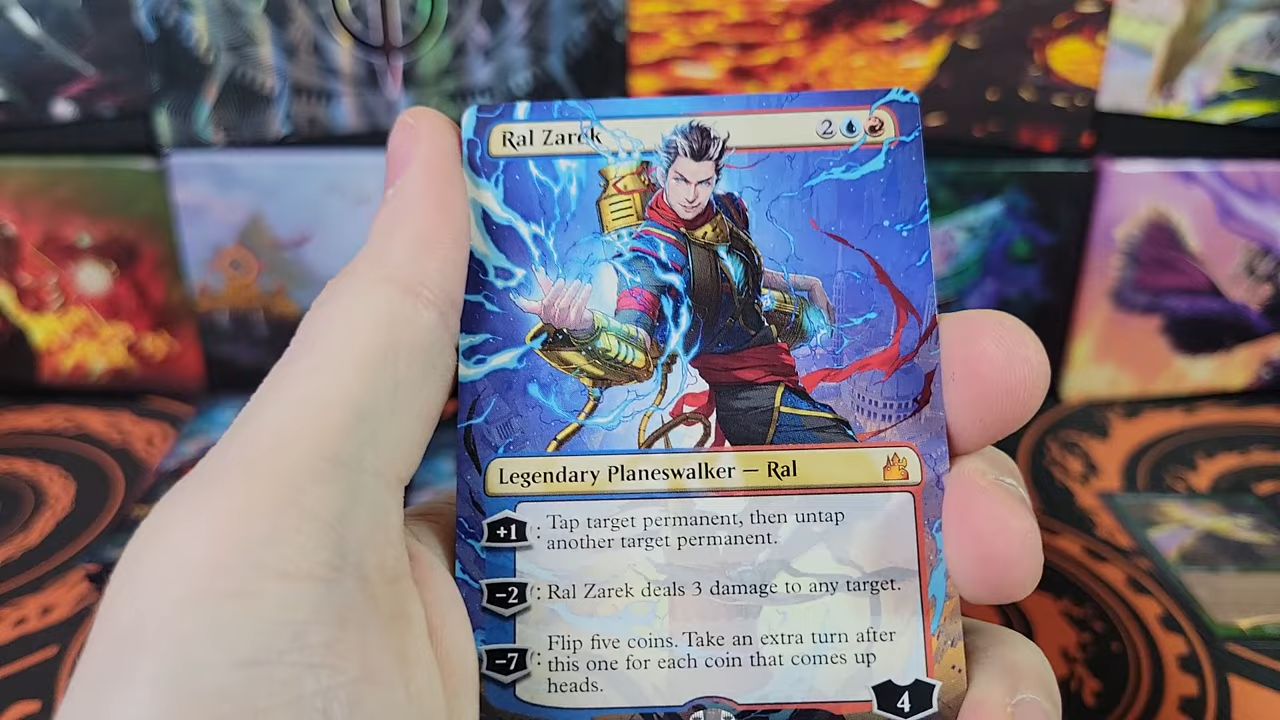 Ral Zarek 2
Legendary Planeswalker — Ral
+1: Tap target permanent, then untap
another target permanent.
−2: Ral Zarek deals 3 damage to any target.
−7: Flip five coins. Take an extra turn after
this one for each coin that comes up
heads.
4